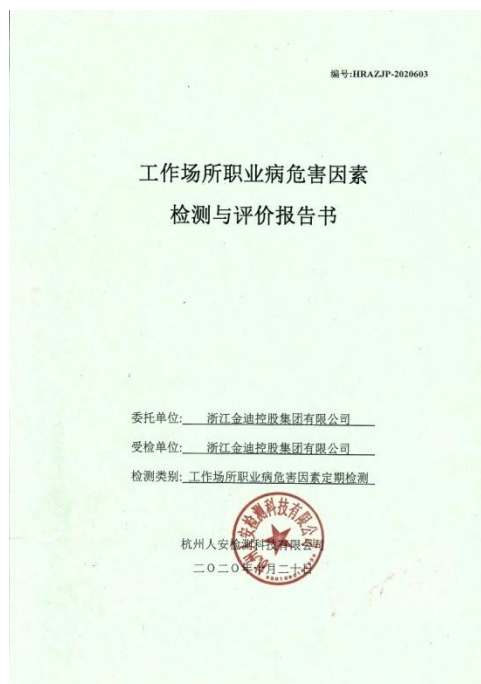 编号:HRAZJP-2020603
工作场所职业病危害因素
检测与评价报告书
委托单位: 浙江金迪控股集团有限公司
受检单位: 浙江金迪控股集团有限公司
检测类别: 工作场所职业病危害因素定期检测
杭州人安检测科技有限公司
二〇二〇年十月二十日